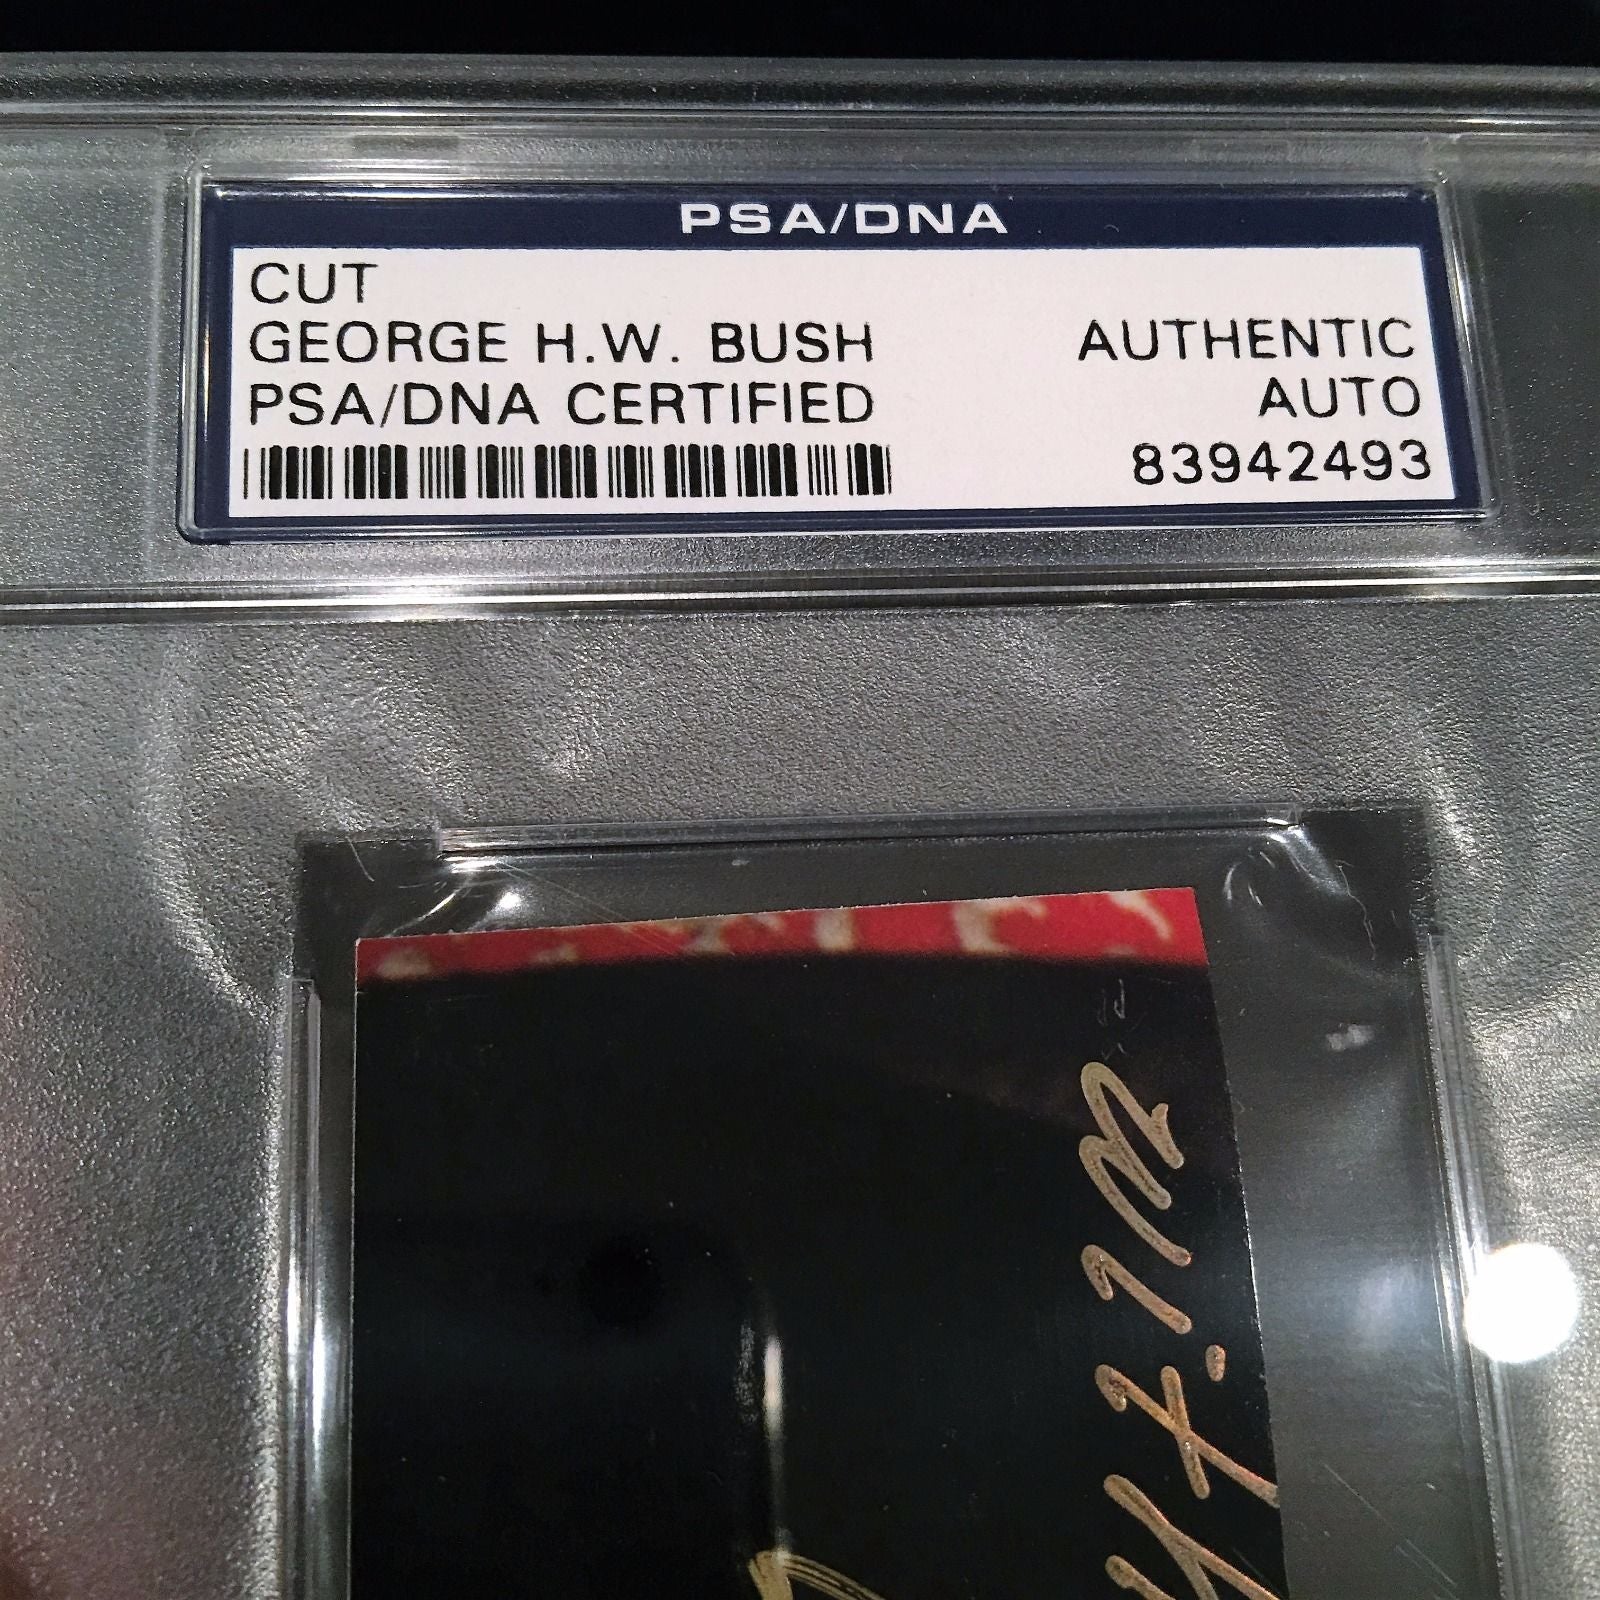 PSA/DNA
CUT
GEORGE H.W. BUSH
PSA/DNA CERTIFIED
AUTHENTIC
AUTO
83942493